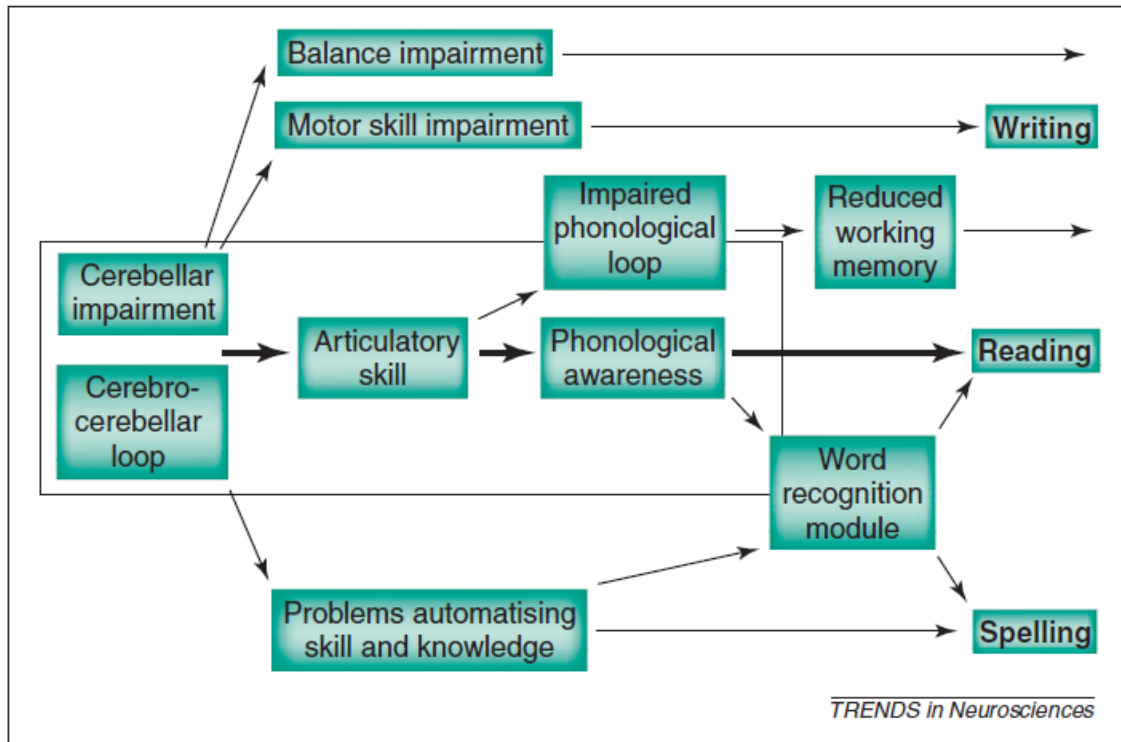 Balance impairment
Motor skill impairment
Writing
Impaired
phonological
loop
Reduced
working
memory
Cerebellar
impairment
Articulatory
skill
Phonological
awareness
Reading
Cerebro-
cerebellar
loop
Word
recognition
module
Problems automatising
skill and knowledge
Spelling
TRENDS in Neurosciences